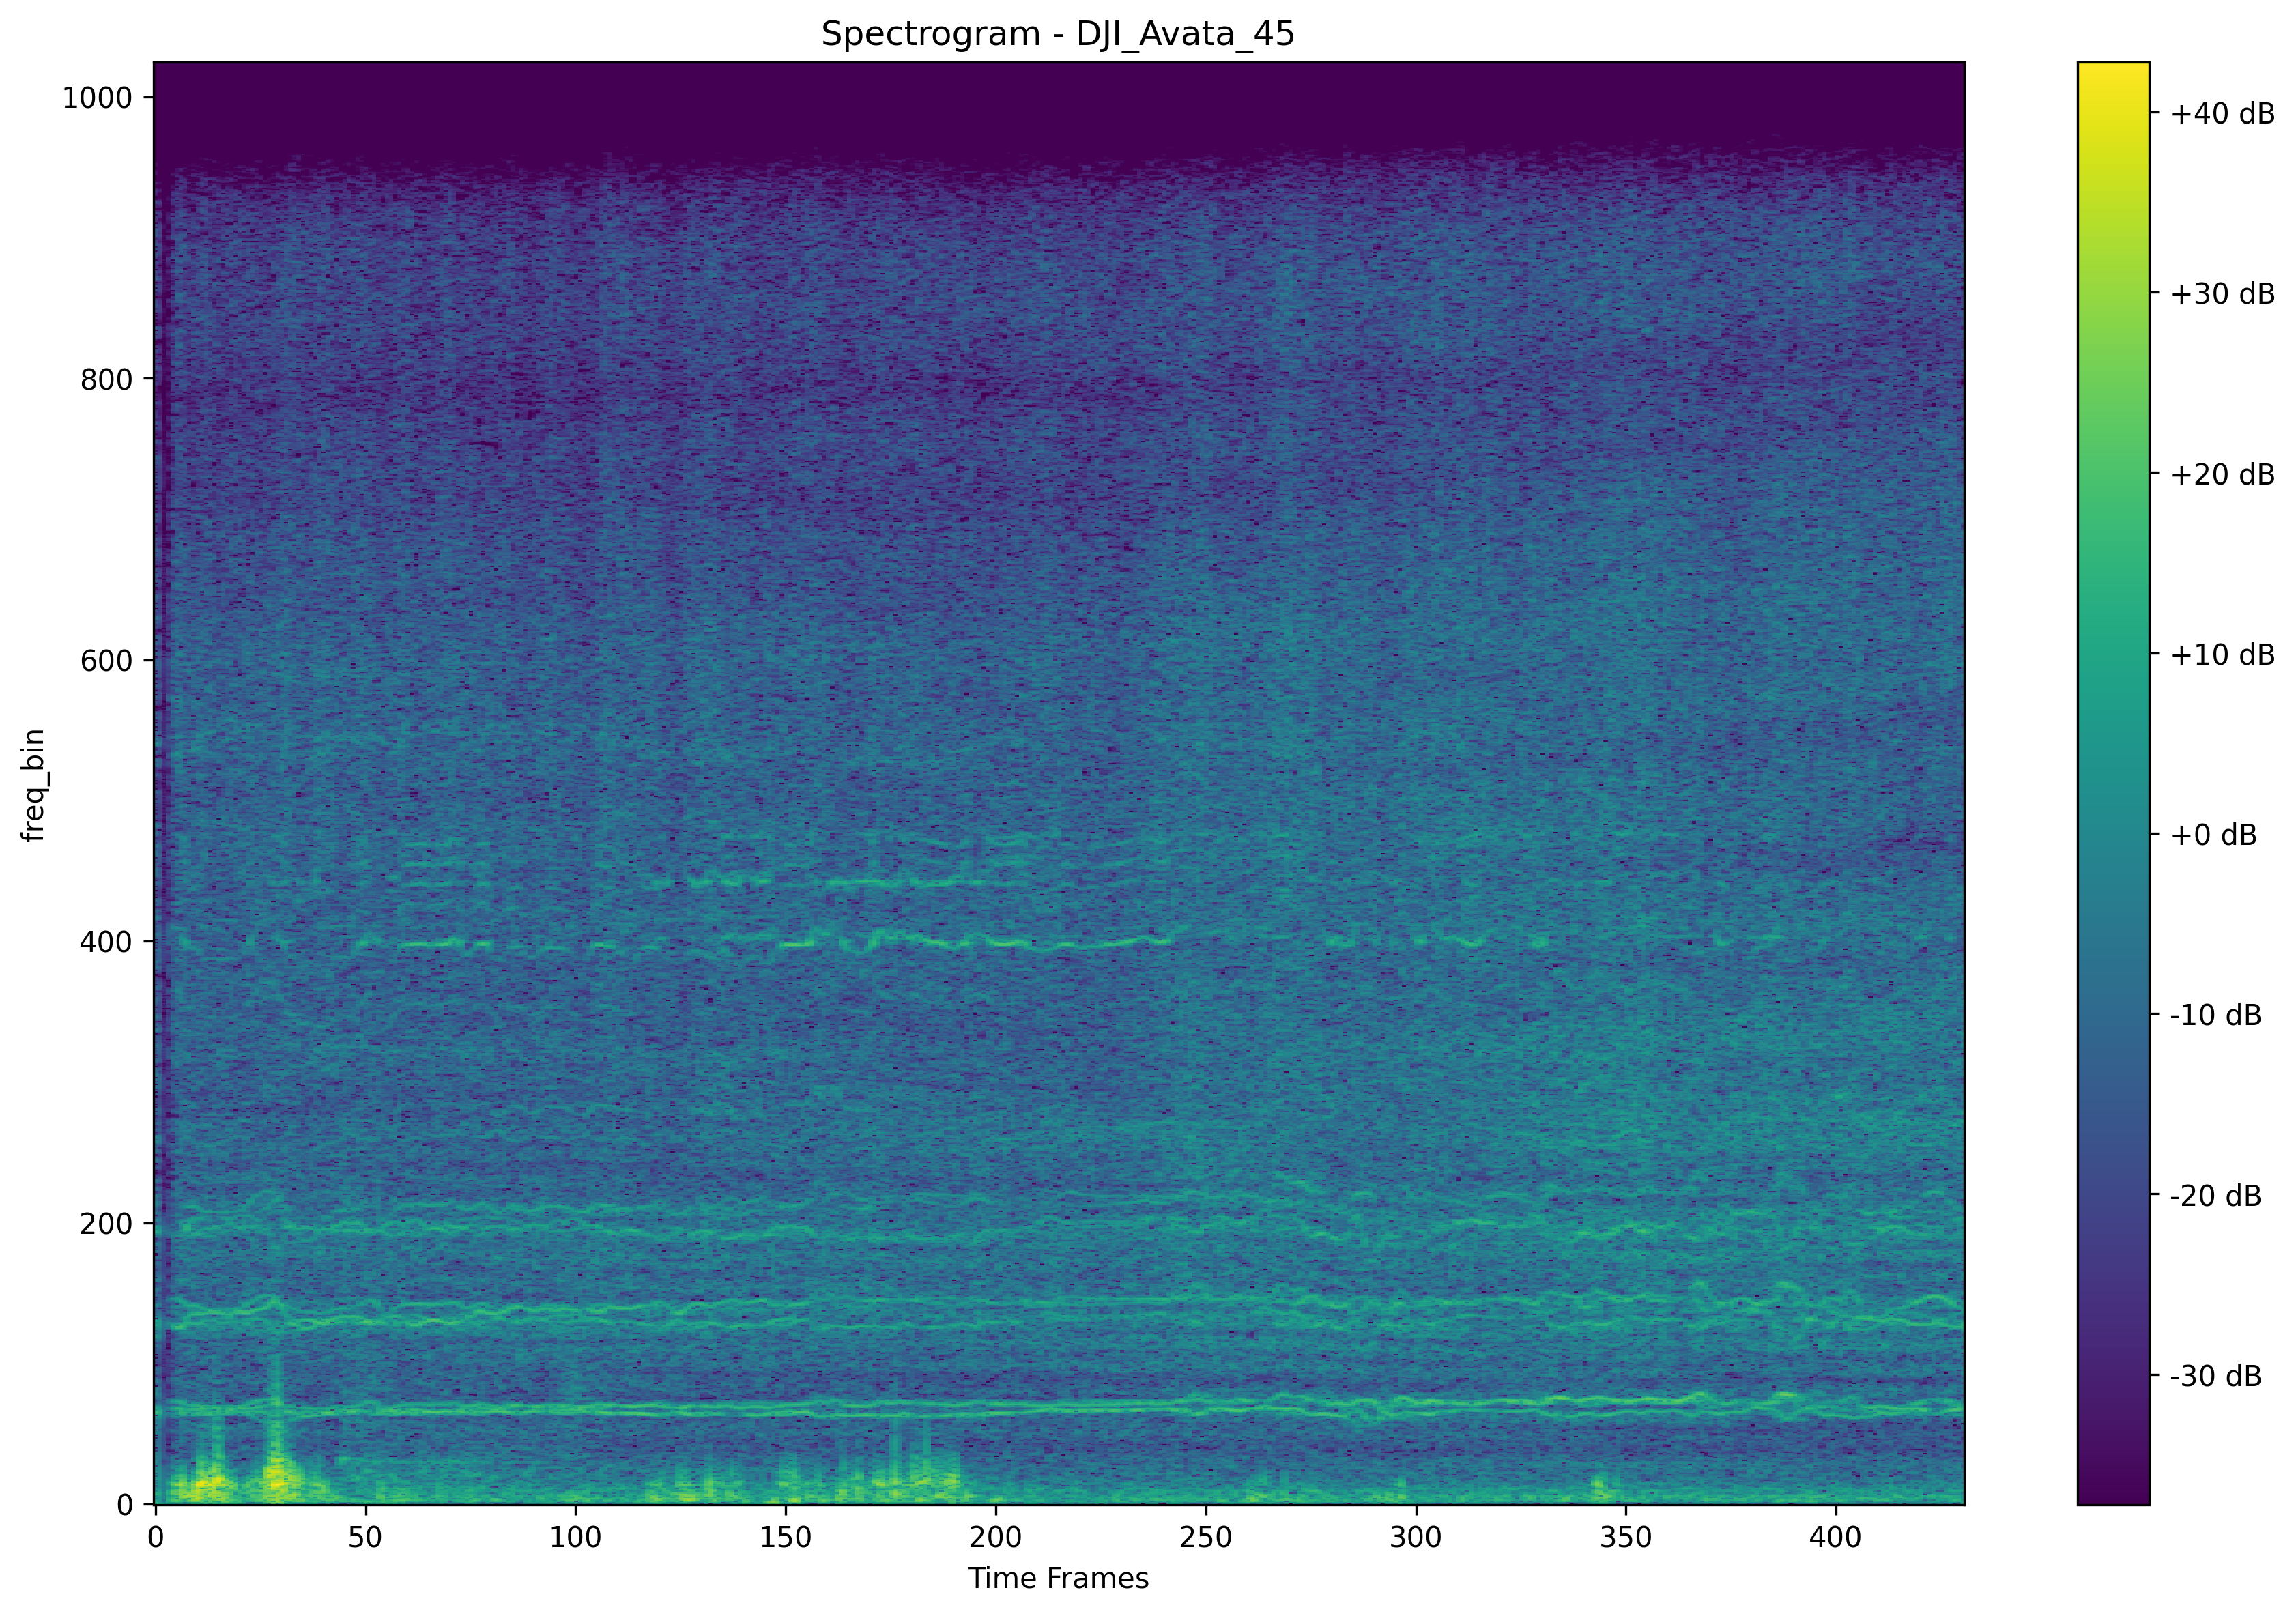 Spectrogram - DJI_Avata_45
1000
800
600
400
200
0
freq_bin
0 50 100 150 200 250 300 350 400
Time Frames
+40 dB
+30 dB
+20 dB
+10 dB
+0 dB
-10 dB
-20 dB
-30 dB